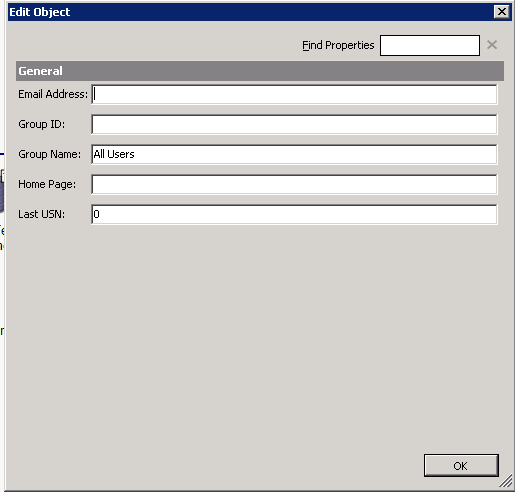 Edit Object
Find Properties
General
Email Address:
Group ID:
Group Name: All Users
Home Page:
Last USN: 0
OK